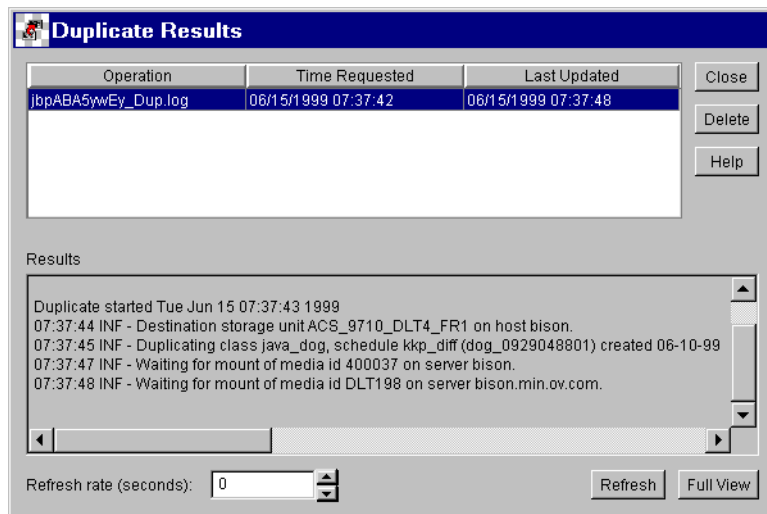 Duplicate Results
Operation Time Requested Last Updated
jbpABA5ywEy_Dup.log 06/15/1999 07:37:42 06/15/1999 07:37:48
Close
Delete
Help
Results
Duplicate started Tue Jun 15 07:37:43 1999
07:37:44 INF - Destination storage unit ACS_9710_DLT4_FR1 on host bison.
07:37:45 INF - Duplicating class java_dog, schedule kkp_diff (dog_0929048801) created 06-10-99
07:37:47 INF - Waiting for mount of media id 400037 on server bison.
07:37:48 INF - Waiting for mount of media id DLT198 on server bison.min.ov.com.
Refresh rate (seconds): 0 Refresh Full View